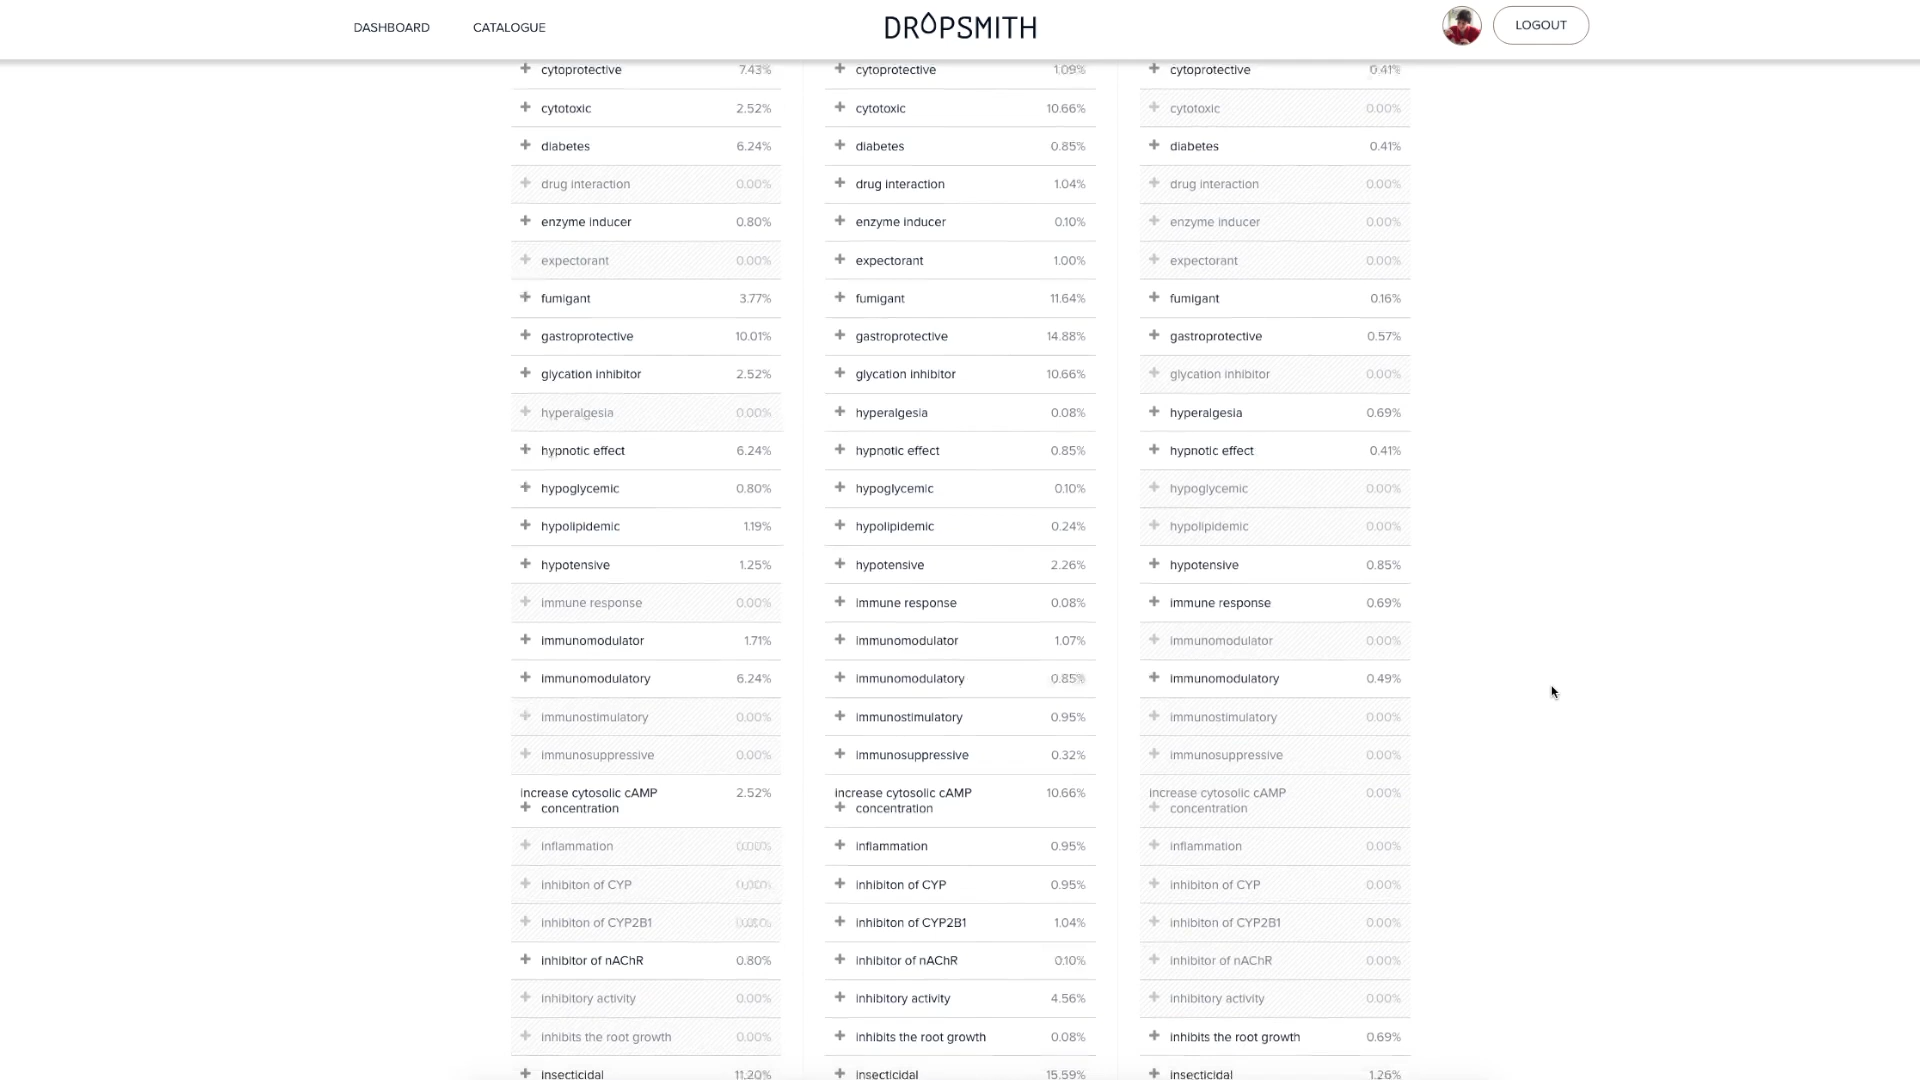 DASHBOARD CATALOGUE DROPSMITH LOGOUT
cytoprotective 7.43% cytoprotective 1.09% cytoprotective 0.41%
cytotoxic 2.52% cytotoxic 10.66% cytotoxic 0.00%
diabetes 6.24% diabetes 0.85% diabetes 0.41%
drug interaction 0.00% drug interaction 1.04% drug interaction 0.00%
enzyme inducer 0.80% enzyme inducer 0.10% enzyme inducer 0.00%
expectorant 0.00% expectorant 1.00% expectorant 0.00%
fumigant 3.77% fumigant 11.64% fumigant 0.16%
gastroprotective 10.01% gastroprotective 14.88% gastroprotective 0.57%
glycation inhibitor 2.52% glycation inhibitor 10.66% glycation inhibitor 0.00%
hyperalgesia 0.00% hyperalgesia 0.08% hyperalgesia 0.69%
hypnotic effect 6.24% hypnotic effect 0.85% hypnotic effect 0.41%
hypoglycemic 0.80% hypoglycemic 0.10% hypoglycemic 0.00%
hypolipidemic 1.19% hypolipidemic 0.24% hypolipidemic 0.00%
hypotensive 1.25% hypotensive 2.26% hypotensive 0.85%
immune response 0.00% immune response 0.08% immune response 0.69%
immunomodulator 1.71% immunomodulator 1.07% immunomodulator 0.00%
immunomodulatory 6.24% immunomodulatory 0.85% immunomodulatory 0.49%
immunostimulatory 0.00% immunostimulatory 0.95% immunostimulatory 0.00%
immunosuppressive 0.00% immunosuppressive 0.32% immunosuppressive 0.00%
increase cytosolic cAMP 2.52% increase cytosolic cAMP 10.66% increase cytosolic cAMP 0.00%
concentration concentration concentration
inflammation inflammation 0.95% inflammation 0.00%
inhibiton of CYP inhibiton of CYP 0.95% inhibiton of CYP 0.00%
inhibiton of CYP2B1 inhibiton of CYP2B1 1.04% inhibiton of CYP2B1 0.00%
inhibitor of nAChR 0.80% inhibitor of nAChR 0.10% inhibitor of nAChR 0.00%
inhibitory activity 0.00% inhibitory activity 4.56% inhibitory activity 0.00%
inhibits the root growth 0.00% inhibits the root growth 0.08% inhibits the root growth 0.69%
insecticidal 11.20% insecticidal 15.59% insecticidal 1.26%